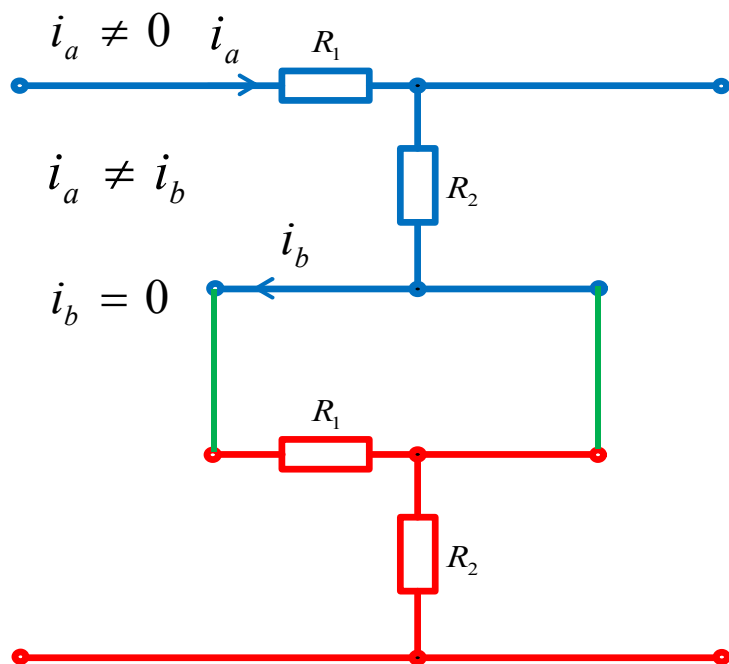 i_a ≠ 0 i_a R_1
i_a ≠ i_b R_2
i_b
i_b = 0
R_1
R_2